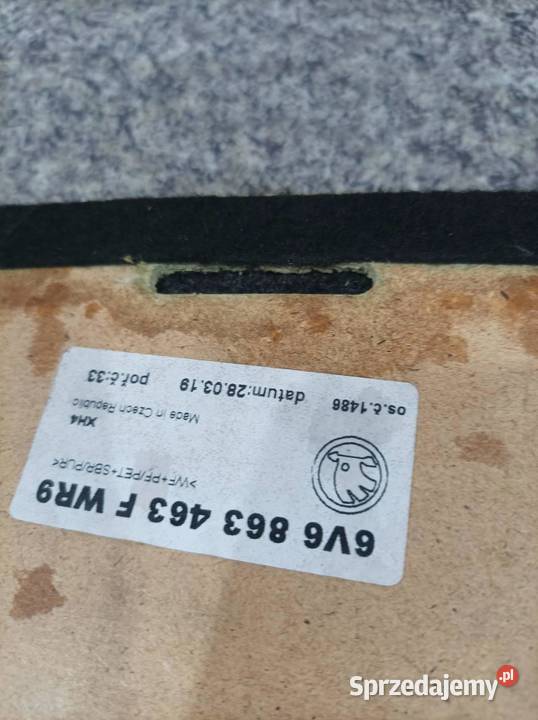 6V6 863 463 F WR9
>WF+PF/PET+SBR/PUR<
XH4
Made in Czech Republic
os.č.1486 datum:28.03.19 poř.č:33
Sprzedajemy.pl